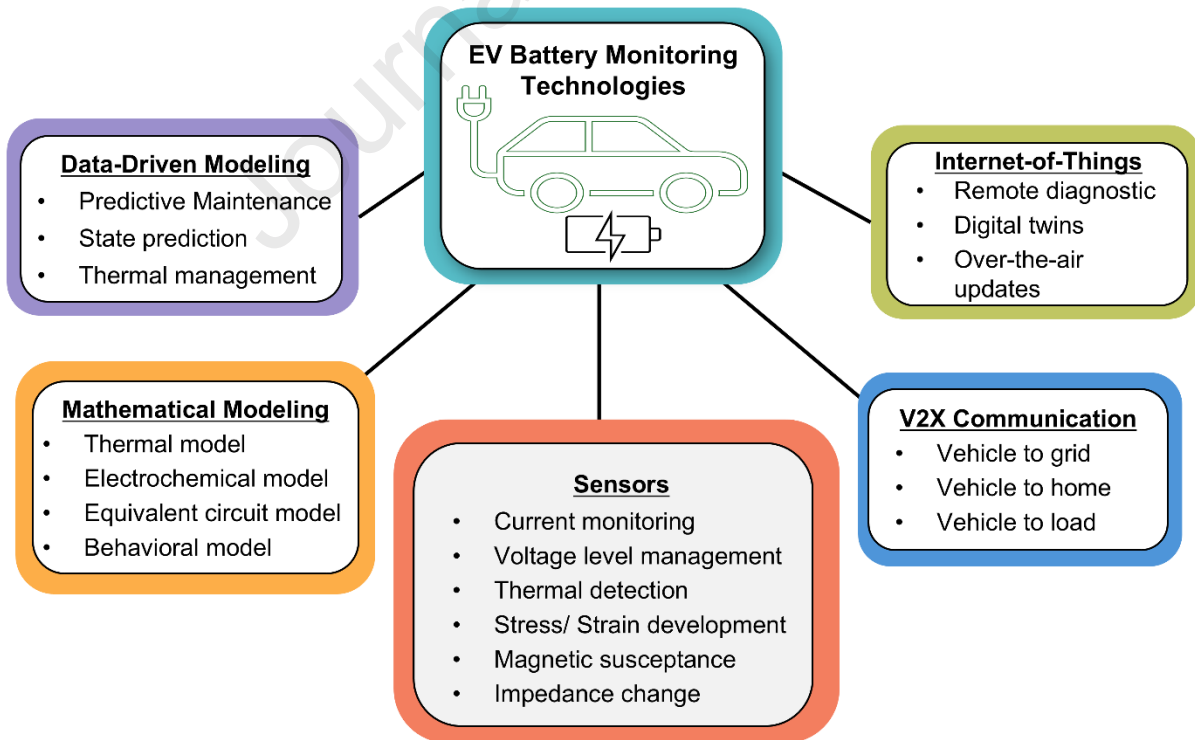 EV Battery Monitoring
Technologies
Data-Driven Modeling
• Predictive Maintenance
• State prediction
• Thermal management
Internet-of-Things
• Remote diagnostic
• Digital twins
• Over-the-air
updates
Mathematical Modeling
• Thermal model
• Electrochemical model
• Equivalent circuit model
• Behavioral model
Sensors
• Current monitoring
• Voltage level management
• Thermal detection
• Stress/ Strain development
• Magnetic susceptance
• Impedance change
V2X Communication
• Vehicle to grid
• Vehicle to home
• Vehicle to load